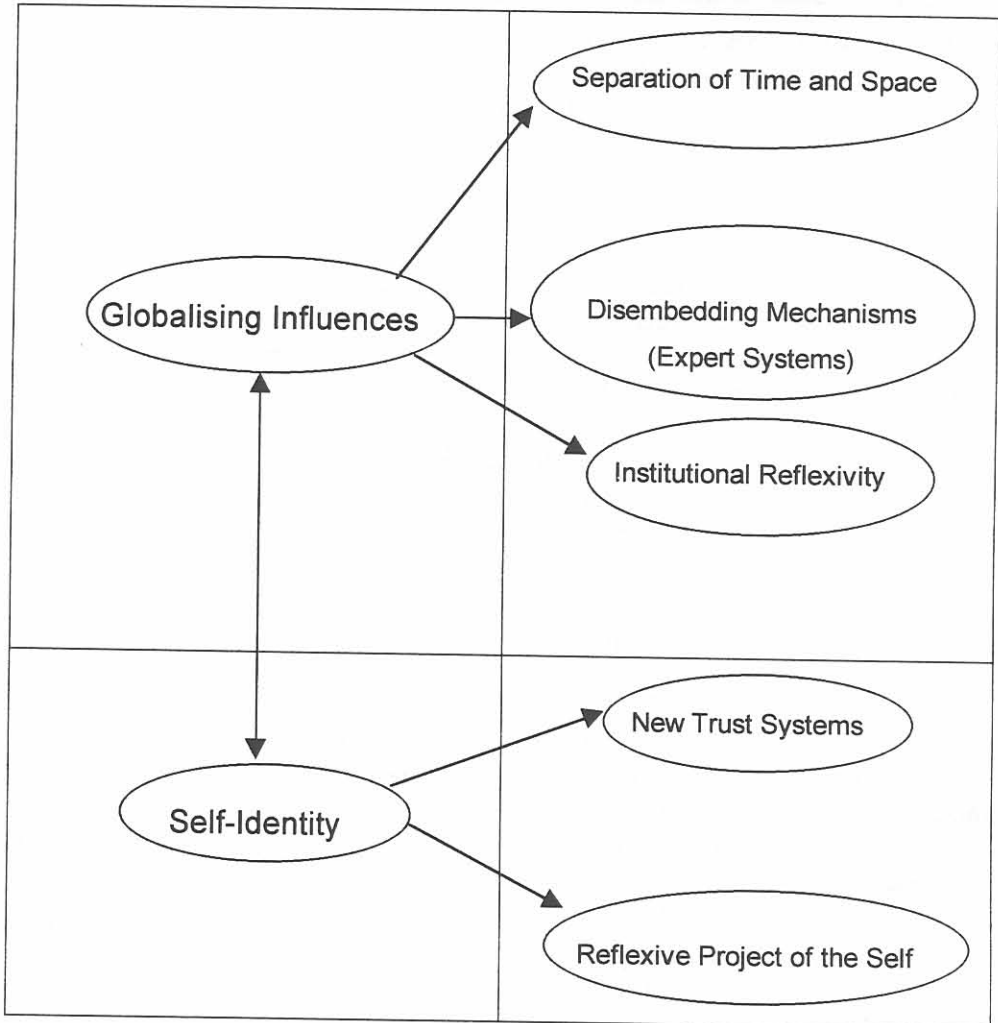 Separation of Time and Space
Globalising Influences
Disembedding Mechanisms
(Expert Systems)
Institutional Reflexivity
New Trust Systems
Self-Identity
Reflexive Project of the Self